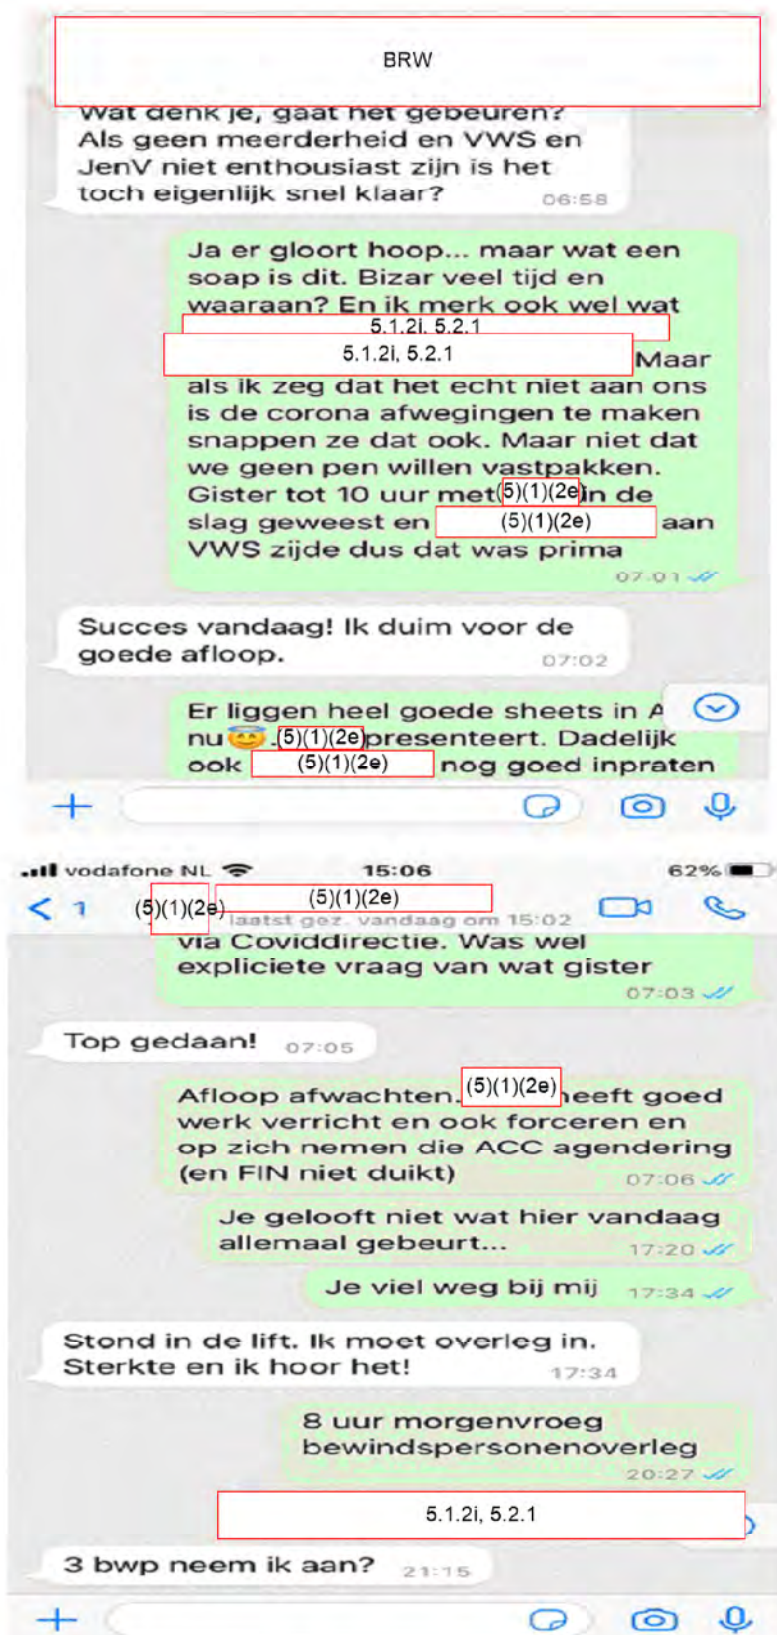 BRW
Wat denk je, gaat het gebeuren?
Als geen meerderheid en VWS en
JenV niet enthousiast zijn is het
toch eigenlijk snel klaar?
06:58
Ja er gloort hoop... maar wat een
soap is dit. Bizar veel tijd en
waaraan? En ik merk ook wel wat
5.1.2i, 5.2.1
5.1.2i, 5.2.1 Maar
als ik zeg dat het echt niet aan ons
is de corona afwegingen te maken
snappen ze dat ook. Maar niet dat
we geen pen willen vastpakken.
Gister tot 10 uur met (5)(1)(2e) in de
slag geweest en (5)(1)(2e) aan
VWS zijde dus dat was prima
07:01
Succes vandaag! Ik duim voor de
goede afloop.
07:02
Er liggen heel goede sheets in A
nu😇.(5)(1)(2e) presenteert. Dadelijk
ook (5)(1)(2e) nog goed inpraten
vodafone NL 15:06 62%
1 (5)(1)(2e) (5)(1)(2e)
laatst gez. vandaag om 15:02
via Coviddirectie. Was wel
expliciete vraag van wat gister
07:03
Top gedaan! 07:05
Afloop afwachten. (5)(1)(2e) heeft goed
werk verricht en ook forceren en
op zich nemen die ACC agendering
(en FIN niet duikt)
07:06
Je gelooft niet wat hier vandaag
allemaal gebeurt...
17:20
Je viel weg bij mij 17:34
Stond in de lift. Ik moet overleg in.
Sterkte en ik hoor het!
17:34
8 uur morgenvroeg
bewindspersonenoverleg
20:27
5.1.2i, 5.2.1
3 bwp neem ik aan? 21:15